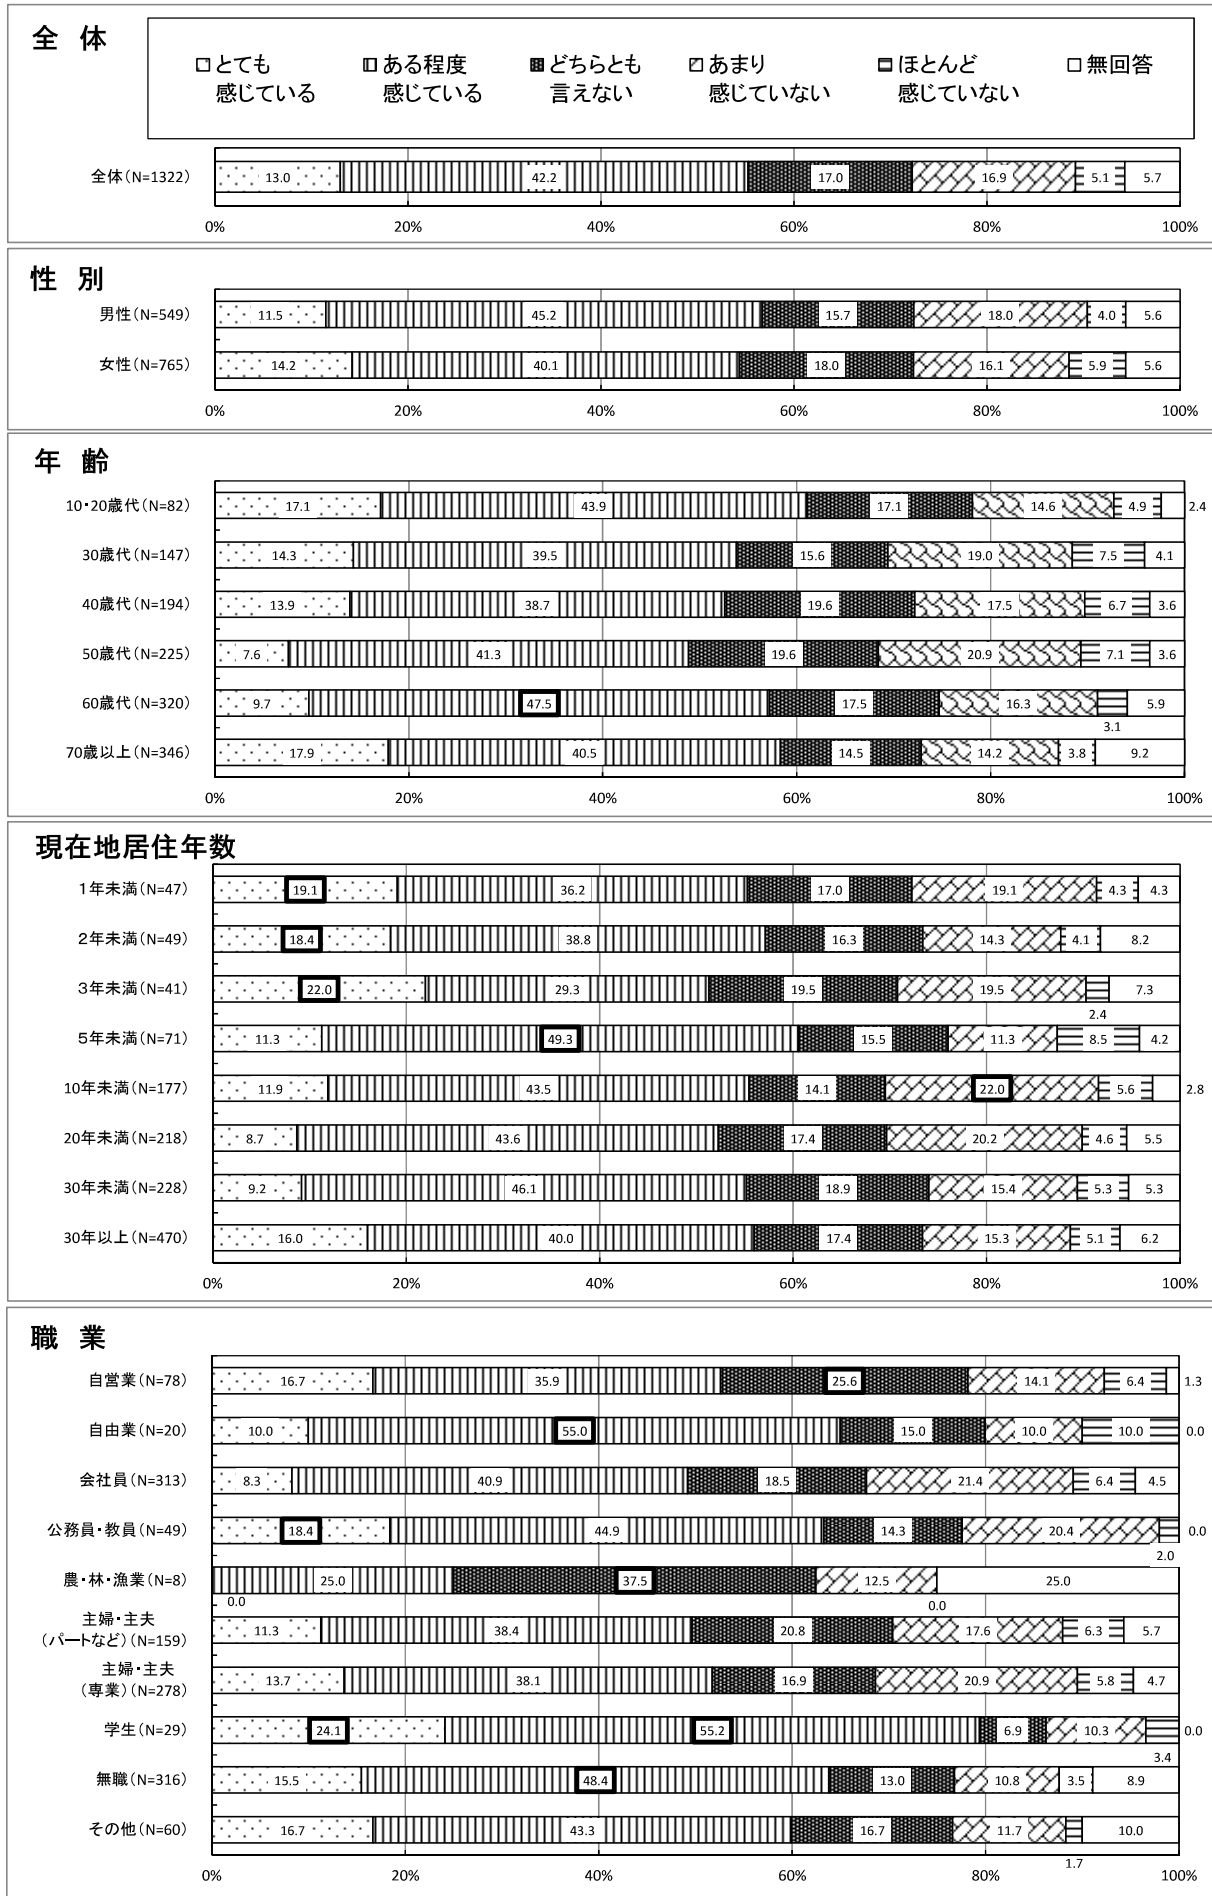 全 体
とても ある程度 どちらとも あまり ほとんど 無回答
感じている 感じている 言えない 感じていない 感じていない
全体(N=1322) 13.0 42.2 17.0 16.9 5.1 5.7
0% 20% 40% 60% 80% 100%
性 別
男性(N=549) 11.5 45.2 15.7 18.0 4.0 5.6
女性(N=765) 14.2 40.1 18.0 16.1 5.9 5.6
0% 20% 40% 60% 80% 100%
年 齢
10・20歳代(N=82) 17.1 43.9 17.1 14.6 4.9 2.4
30歳代(N=147) 14.3 39.5 15.6 19.0 7.5 4.1
40歳代(N=194) 13.9 38.7 19.6 17.5 6.7 3.6
50歳代(N=225) 7.6 41.3 19.6 20.9 7.1 3.6
60歳代(N=320) 9.7 47.5 17.5 16.3 5.9
3.1
70歳以上(N=346) 17.9 40.5 14.5 14.2 3.8 9.2
0% 20% 40% 60% 80% 100%
現在地居住年数
1年未満(N=47) 19.1 36.2 17.0 19.1 4.3 4.3
2年未満(N=49) 18.4 38.8 16.3 14.3 4.1 8.2
3年未満(N=41) 22.0 29.3 19.5 19.5 7.3
2.4
5年未満(N=71) 11.3 49.3 15.5 11.3 8.5 4.2
10年未満(N=177) 11.9 43.5 14.1 22.0 5.6 2.8
20年未満(N=218) 8.7 43.6 17.4 20.2 4.6 5.5
30年未満(N=228) 9.2 46.1 18.9 15.4 5.3 5.3
30年以上(N=470) 16.0 40.0 17.4 15.3 5.1 6.2
0% 20% 40% 60% 80% 100%
職 業
自営業(N=78) 16.7 35.9 25.6 14.1 6.4 1.3
自由業(N=20) 10.0 55.0 15.0 10.0 10.0 0.0
会社員(N=313) 8.3 40.9 18.5 21.4 6.4 4.5
公務員・教員(N=49) 18.4 44.9 14.3 20.4 0.0
2.0
農・林・漁業(N=8) 25.0 37.5 12.5 25.0
0.0 0.0
主婦・主夫
(パートなど)(N=159) 11.3 38.4 20.8 17.6 6.3 5.7
主婦・主夫
(専業)(N=278) 13.7 38.1 16.9 20.9 5.8 4.7
学生(N=29) 24.1 55.2 6.9 10.3 0.0
3.4
無職(N=316) 15.5 48.4 13.0 10.8 3.5 8.9
その他(N=60) 16.7 43.3 16.7 11.7 10.0
1.7
0% 20% 40% 60% 80% 100%